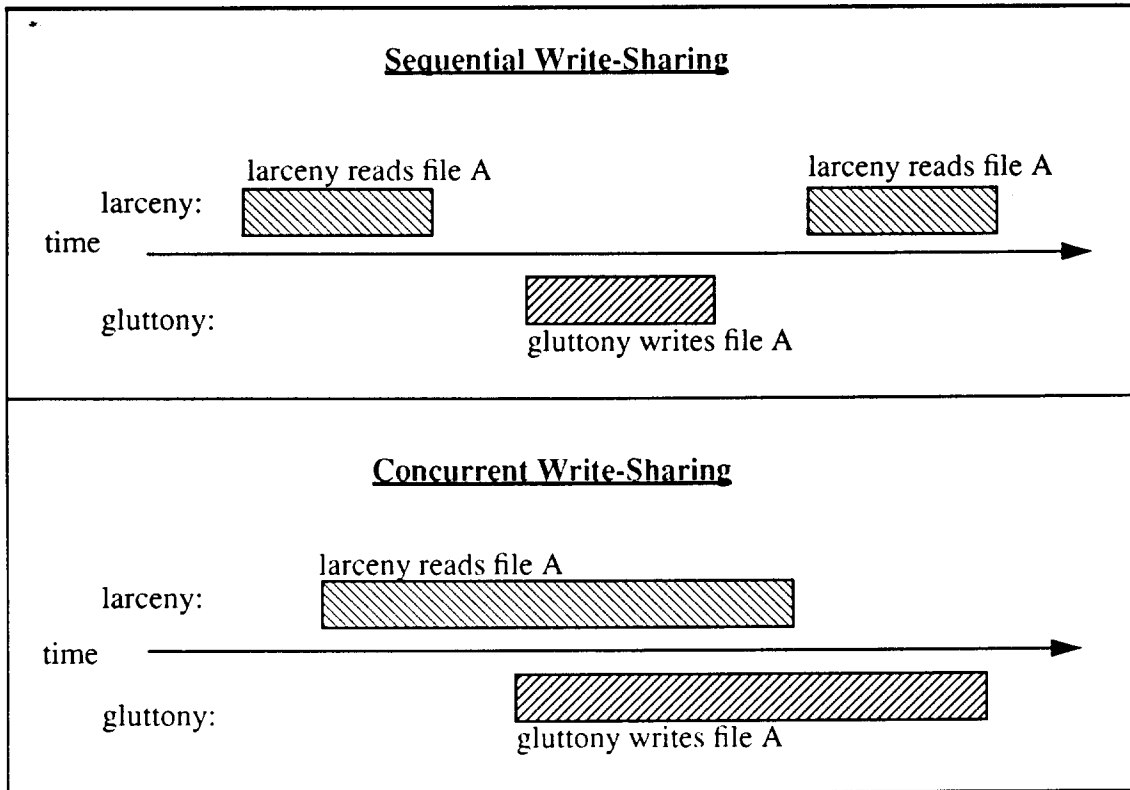 Sequential Write-Sharing
larceny reads file A
larceny reads file A
larceny:
time
gluttony:
gluttony writes file A
Concurrent Write-Sharing
larceny reads file A
larceny:
time
gluttony:
gluttony writes file A